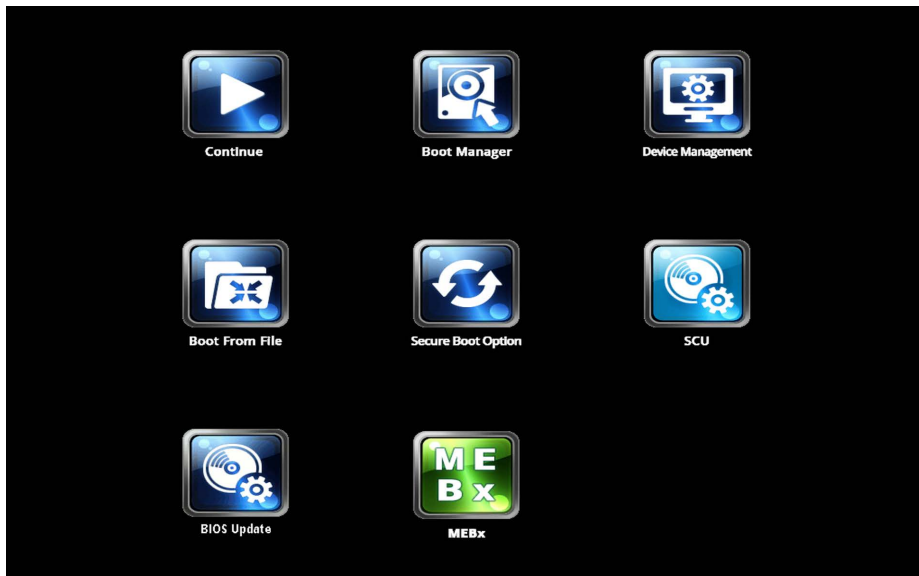 Continue
Boot Manager
Device Management
Boot From File
Secure Boot Option
SCU
BIOS Update
M E
B x
MEBx